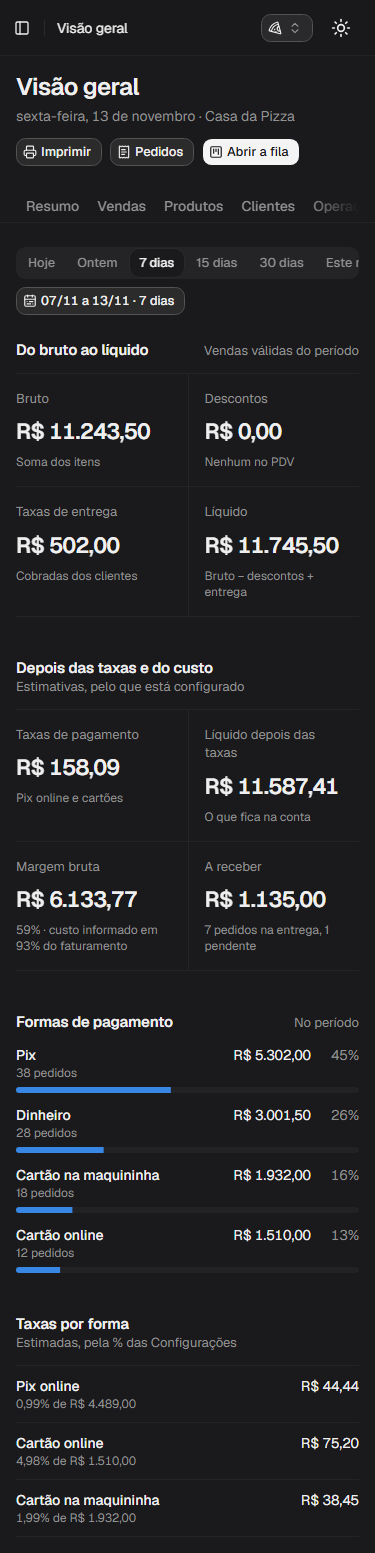 Visão geral
Visão geral
sexta-feira, 13 de novembro · Casa da Pizza
Imprimir
Pedidos
Abrir a fila
Resumo Vendas Produtos Clientes
Hoje Ontem 7 dias 15 dias 30 dias Este
07/11 a 13/11 · 7 dias
Do bruto ao líquido Vendas válidas do período
Bruto
R$ 11.243,50
Soma dos itens
Descontos
R$ 0,00
Nenhum no PDV
Taxas de entrega
R$ 502,00
Cobradas dos clientes
Líquido
R$ 11.745,50
Bruto − descontos +
entrega
Depois das taxas e do custo
Estimativas, pelo que está configurado
Taxas de pagamento
R$ 158,09
Pix online e cartões
Líquido depois das
taxas
R$ 11.587,41
O que fica na conta
Margem bruta
R$ 6.133,77
59% · custo informado em
93% do faturamento
A receber
R$ 1.135,00
7 pedidos na entrega, 1
pendente
Formas de pagamento No período
Pix R$ 5.302,00 45%
38 pedidos
Dinheiro R$ 3.001,50 26%
28 pedidos
Cartão na maquininha R$ 1.932,00 16%
18 pedidos
Cartão online R$ 1.510,00 13%
12 pedidos
Taxas por forma
Estimadas, pela % das Configurações
Pix online R$ 44,44
0,99% de R$ 4.489,00
Cartão online R$ 75,20
4,98% de R$ 1.510,00
Cartão na maquininha R$ 38,45
1,99% de R$ 1.932,00